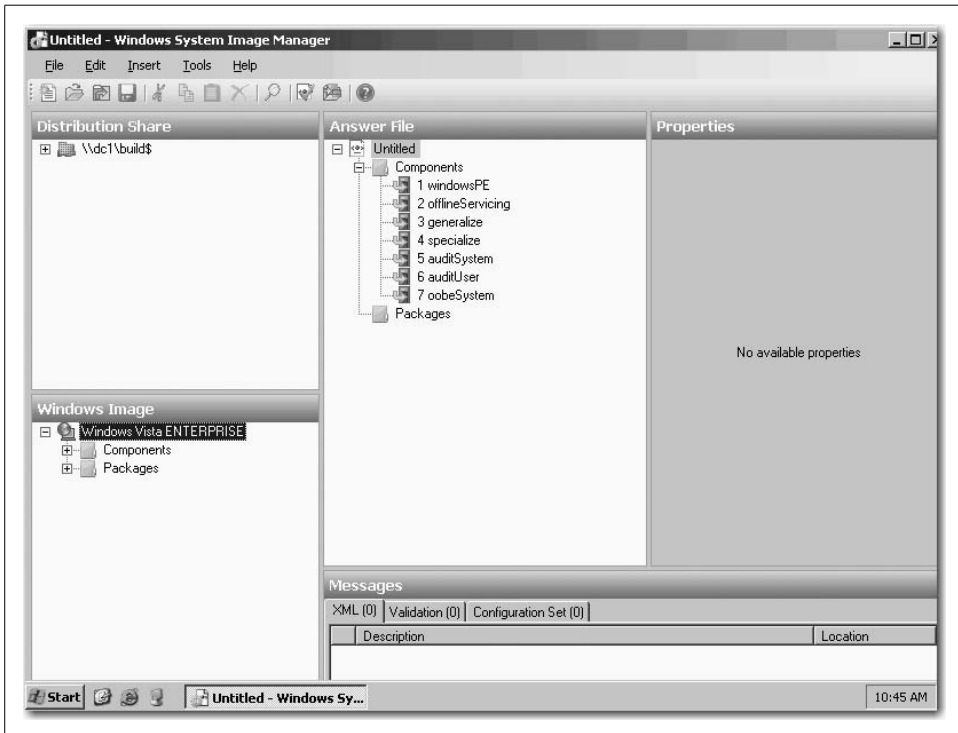 Untitled - Windows System Image Manager
File Edit Insert Tools Help
Distribution Share
\\dc1\build$
Windows Image
Windows Vista ENTERPRISE
Components
Packages
Answer File
Untitled
Components
1 windowsPE
2 offlineServicing
3 generalize
4 specialize
5 auditSystem
6 auditUser
7 oobeSystem
Packages
Properties
No available properties
Messages
XML (0) Validation (0) Configuration Set (0)
Description Location
Start Untitled - Windows Sy... 10:45 AM